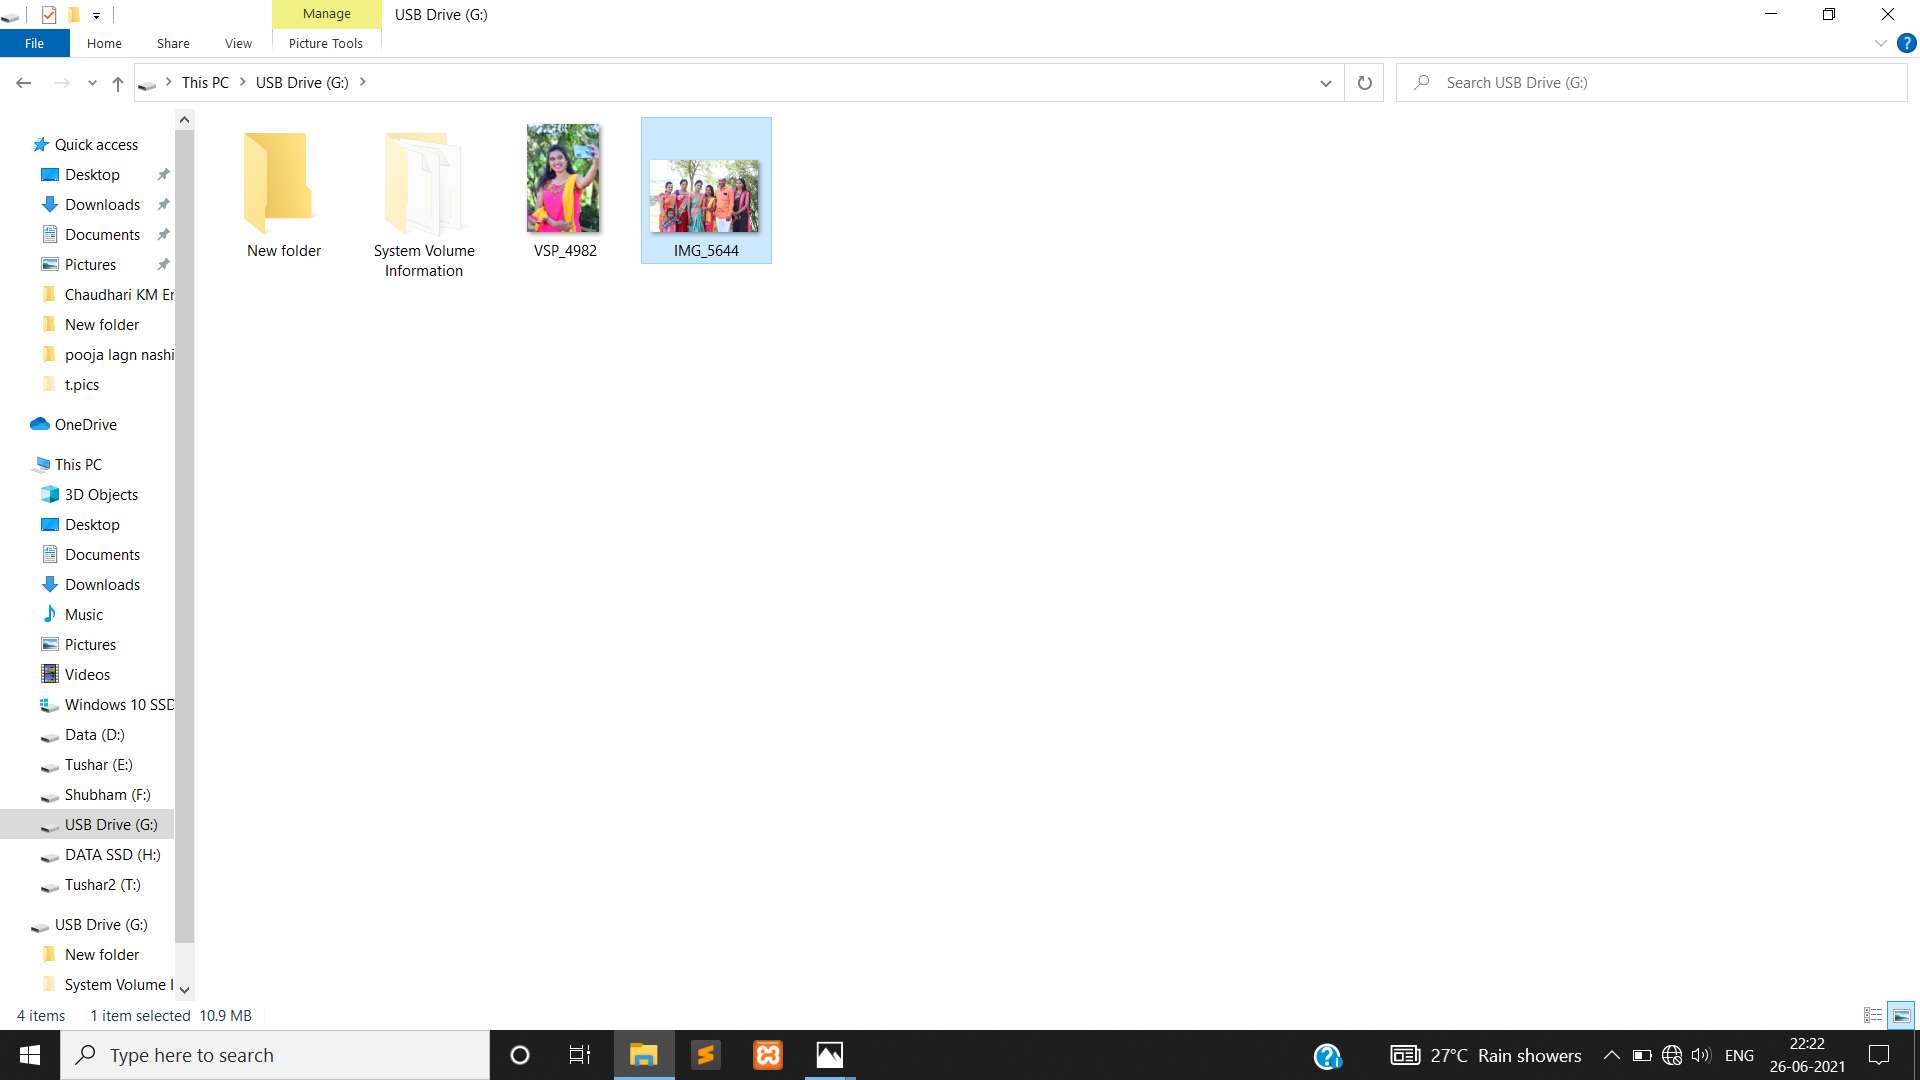 Manage
USB Drive (G:)
File
Home
Share
View
Picture Tools
This PC
USB Drive (G:)
Search USB Drive (G:)
Quick access
Desktop
Downloads
Documents
Pictures
Chaudhari KM Er
New folder
pooja lagn nashi
t.pics
OneDrive
This PC
3D Objects
Desktop
Documents
Downloads
Music
Pictures
Videos
Windows 10 SSD
Data (D:)
Tushar (E:)
Shubham (F:)
USB Drive (G:)
DATA SSD (H:)
Tushar2 (T:)
USB Drive (G:)
New folder
System Volume I
New folder
System Volume
Information
VSP_4982
IMG_5644
4 items
1 item selected 10.9 MB
Type here to search
27°C Rain showers
ENG
22:22
26-06-2021